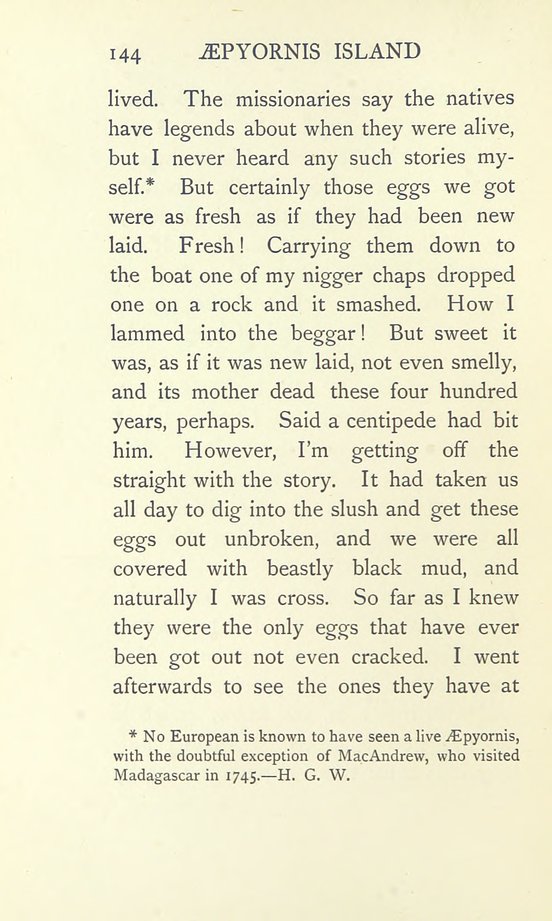 144 ÆPYORNIS ISLAND
lived. The missionaries say the natives
have legends about when they were alive,
but I never heard any such stories my-
self.* But certainly those eggs we got
were as fresh as if they had been new
laid. Fresh! Carrying them down to
the boat one of my nigger chaps dropped
one on a rock and it smashed. How I
lammed into the beggar! But sweet it
was, as if it was new laid, not even smelly,
and its mother dead these four hundred
years, perhaps. Said a centipede had bit
him. However, I'm getting off the
straight with the story. It had taken us
all day to dig into the slush and get these
eggs out unbroken, and we were all
covered with beastly black mud, and
naturally I was cross. So far as I knew
they were the only eggs that have ever
been got out not even cracked. I went
afterwards to see the ones they have at
* No European is known to have seen a live Æpyornis,
with the doubtful exception of MacAndrew, who visited
Madagascar in 1745.—H. G. W.